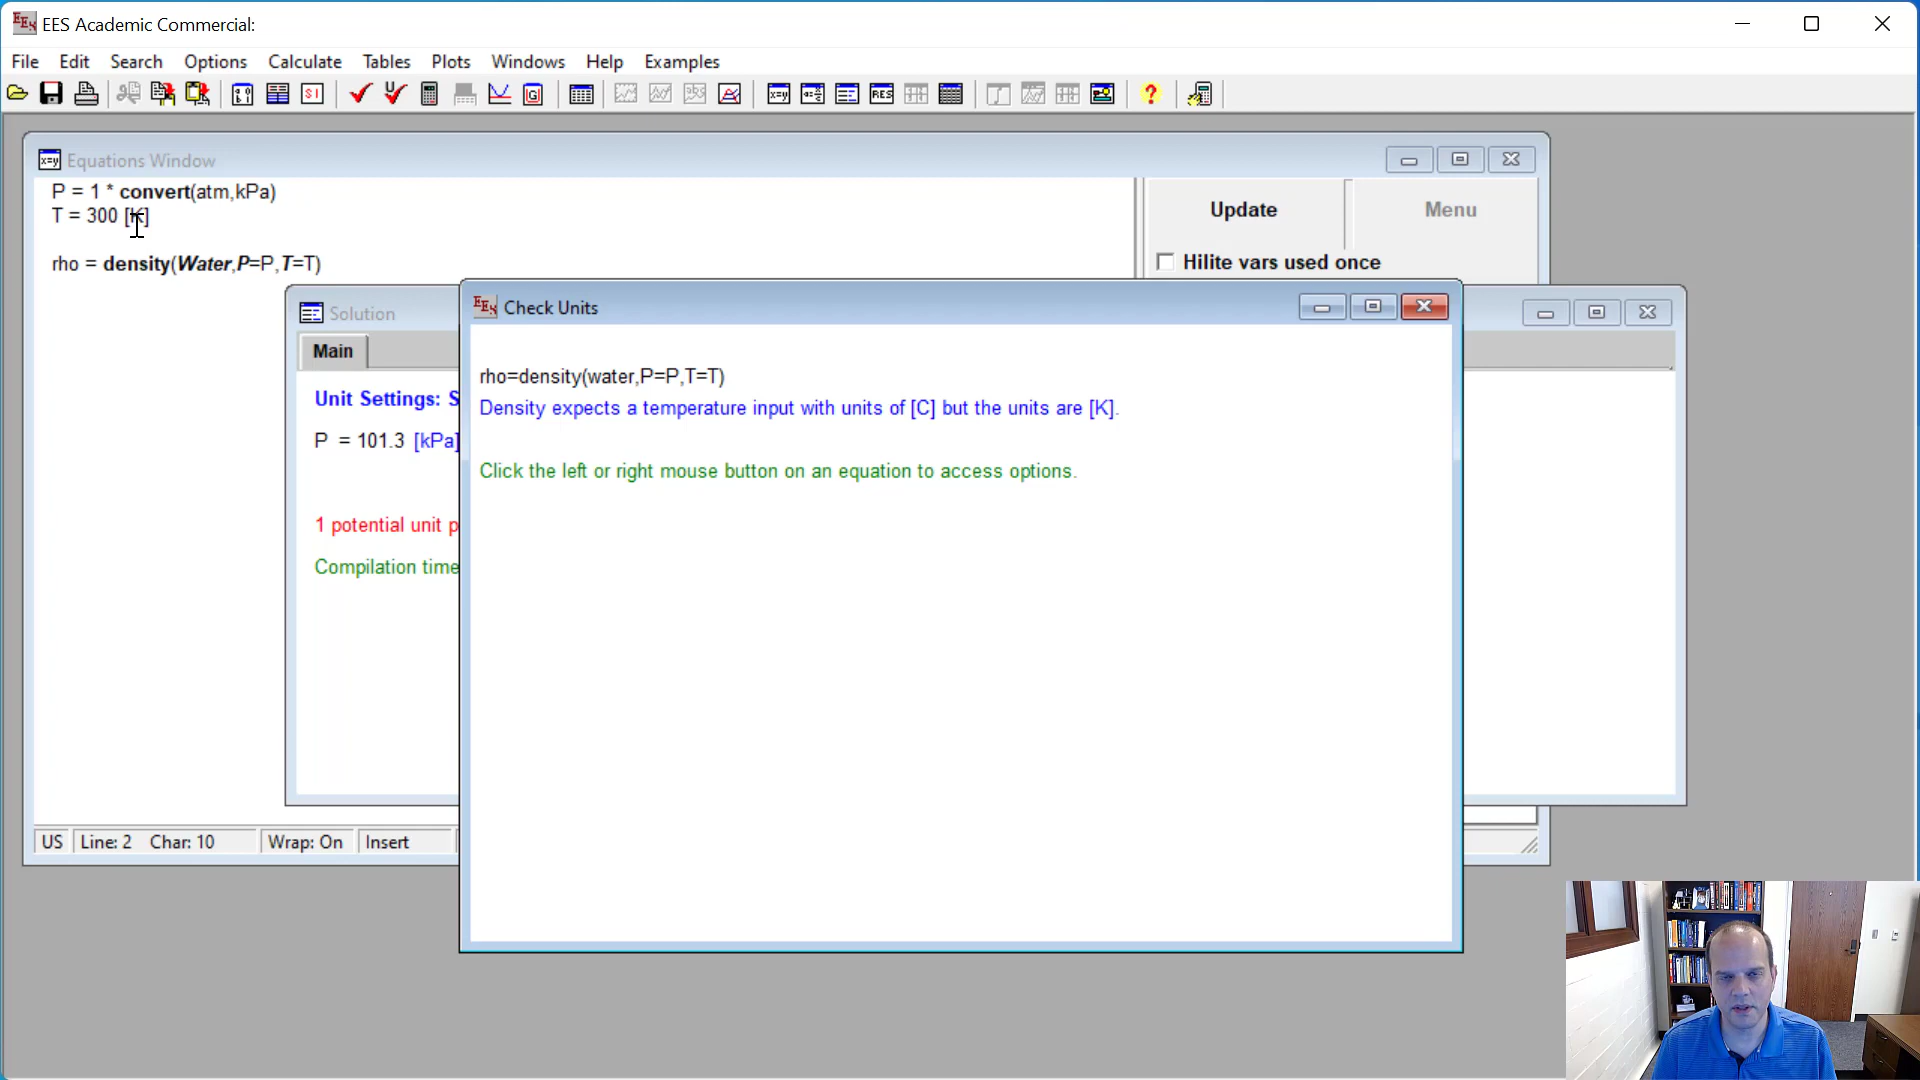 EES Academic Commercial:
File Edit Search Options Calculate Tables Plots Windows Help Examples
Equations Window
P = 1 * convert(atm,kPa)
T = 300 [K]
rho = density(Water,P=P,T=T)
Update
Menu
Hilite vars used once
Solution
Main
Unit Settings: S
P = 101.3 [kPa]
1 potential unit p
Compilation time
Check Units
rho=density(water,P=P,T=T)
Density expects a temperature input with units of [C] but the units are [K].
Click the left or right mouse button on an equation to access options.
US Line: 2 Char: 10 Wrap: On Insert